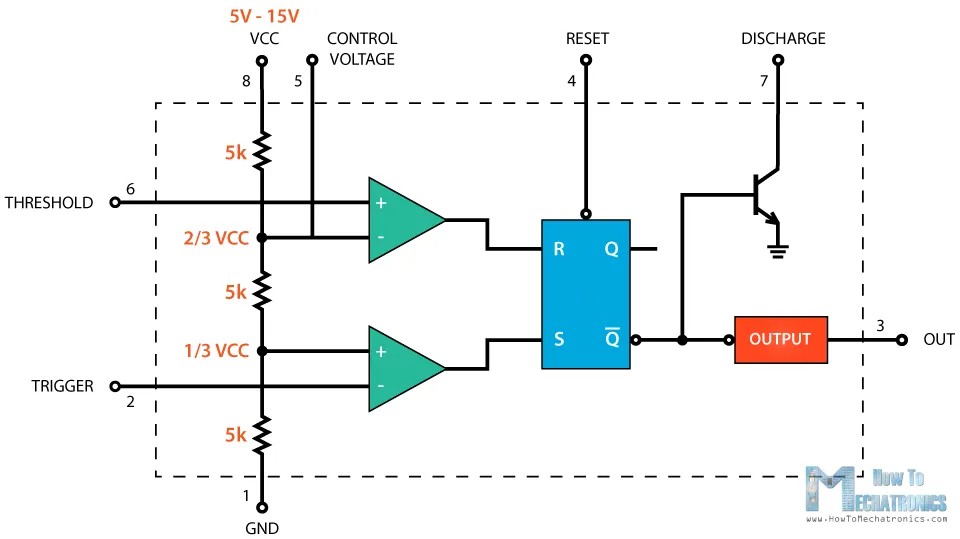 5V - 15V
VCC
CONTROL
VOLTAGE
RESET
DISCHARGE
8
5
4
7
5k
THRESHOLD
6
+
-
2/3 VCC
R
Q
5k
S
Q̅
OUTPUT
3
OUT
1/3 VCC
+
-
TRIGGER
2
5k
1
GND
How To
MECHATRONICS
www.HowToMechatronics.com